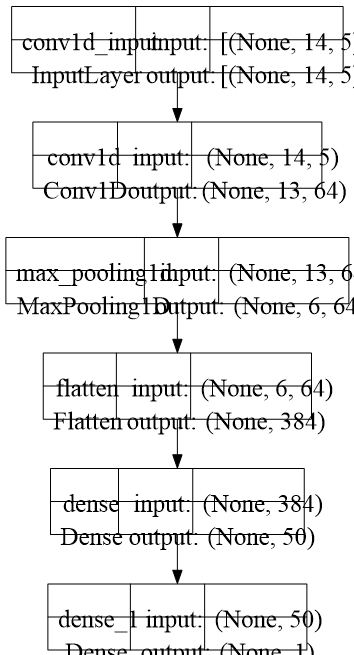 conv1d_input input: [(None, 14, 5)
InputLayer output: [(None, 14, 5)
conv1d input: (None, 14, 5)
Conv1D output: (None, 13, 64)
max_pooling1d input: (None, 13, 64
MaxPooling1D output: (None, 6, 64
flatten input: (None, 6, 64)
Flatten output: (None, 384)
dense input: (None, 384)
Dense output: (None, 50)
dense_1 input: (None, 50)
Dense output: (None, 1)